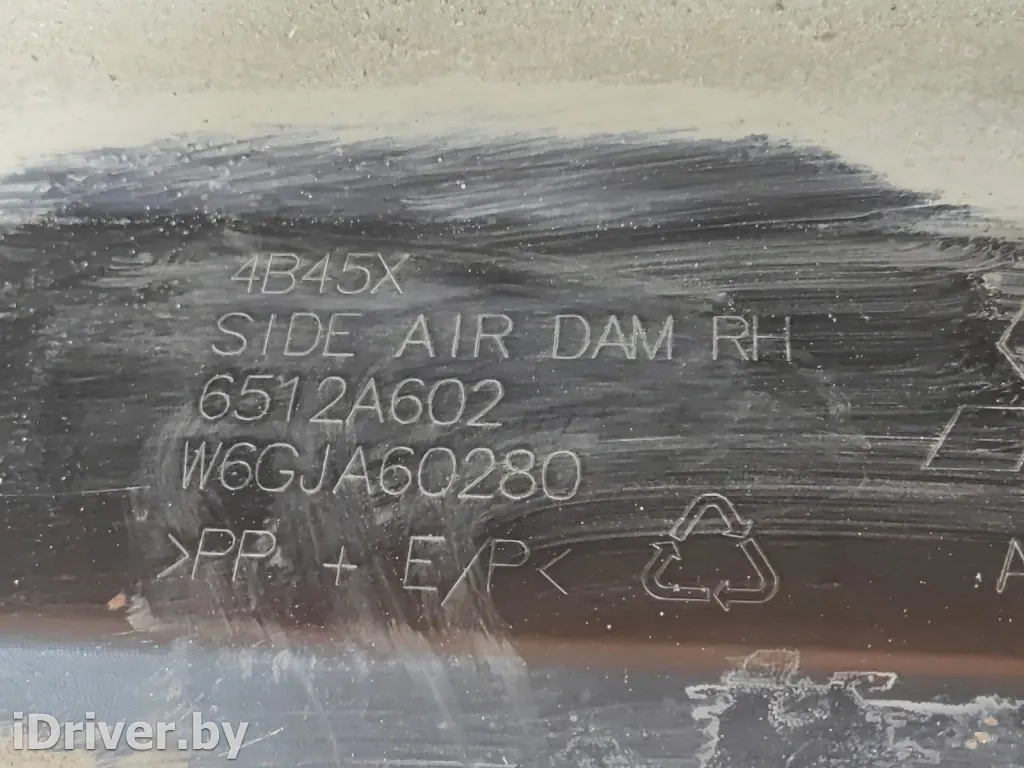 4B45X
SIDE AIR DAM RH
6512A602
W6GJA60280
>PP + E/P<
A
iDriver.by